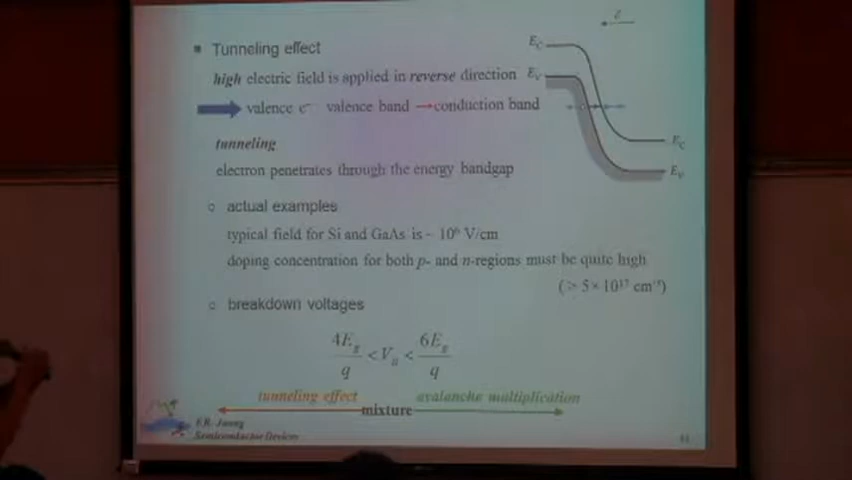 ℰ
▪ Tunneling effect
E_C
high electric field is applied in reverse direction
E_V
valence e⁻ valence band → conduction band
tunneling
E_C
electron penetrates through the energy bandgap
E_V
○ actual examples
typical field for Si and GaAs is ~ 10⁶ V/cm
doping concentration for both p- and n-regions must be quite high
(> 5×10¹⁷ cm⁻³)
○ breakdown voltages
4E_g/q < V_B < 6E_g/q
tunneling effect avalanche multiplication
mixture
Semiconductor Devices